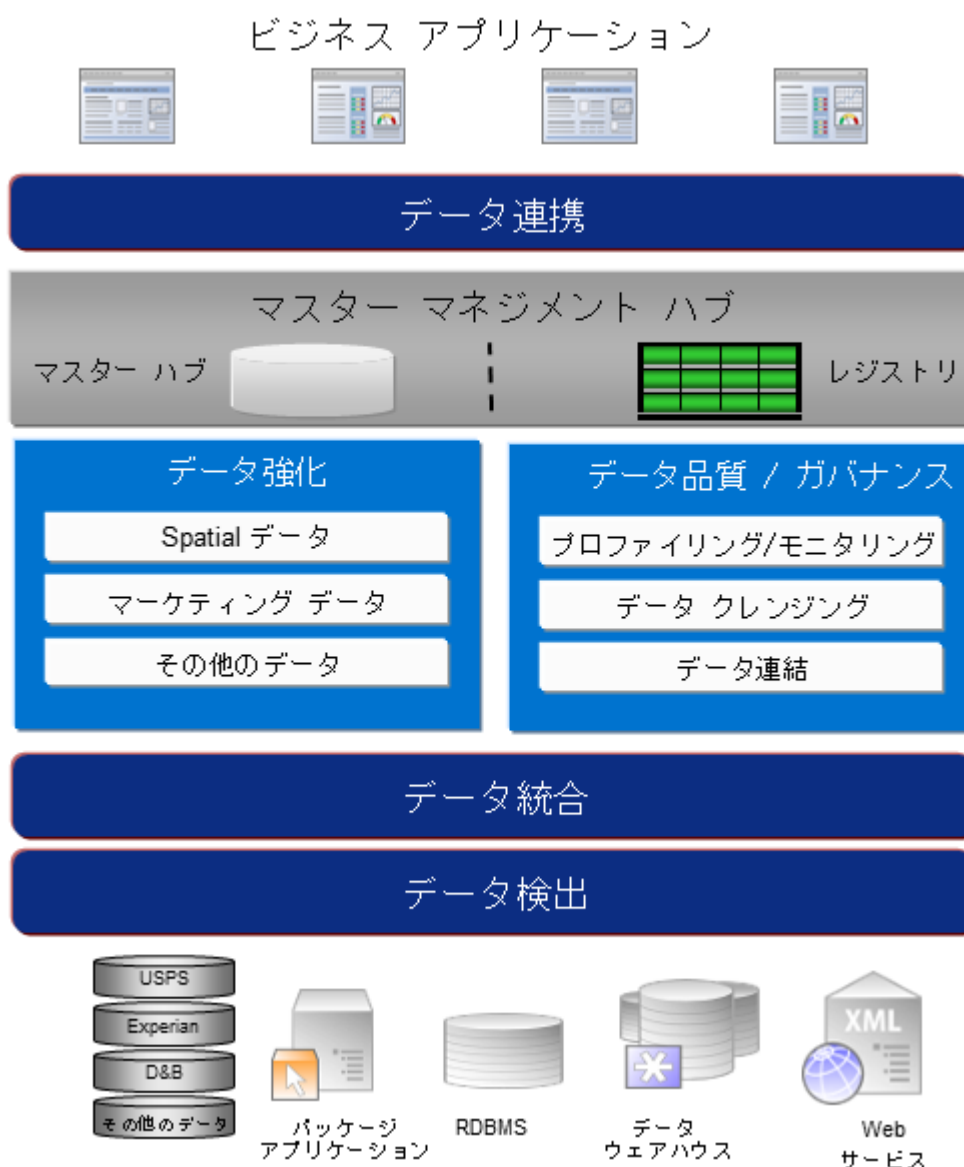 ビジネス アプリケーション
データ連携
マスター マネジメント ハブ
マスター ハブ
レジストリ
データ強化
Spatial データ
マーケティング データ
その他のデータ
データ品質 / ガバナンス
プロファイリング/モニタリング
データ クレンジング
データ連結
データ統合
データ検出
USPS
Experian
D&B
その他のデータ
パッケージ
アプリケーション
RDBMS
データ
ウェアハウス
XML
Web
サービス